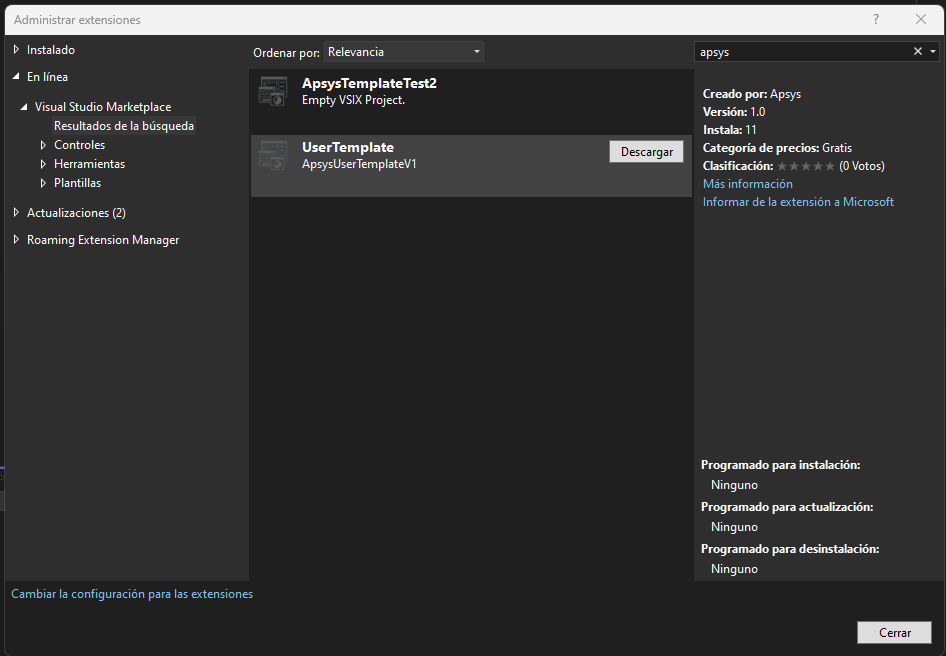 Administrar extensiones
?
Instalado
En línea
Visual Studio Marketplace
Resultados de la búsqueda
Controles
Herramientas
Plantillas
Actualizaciones (2)
Roaming Extension Manager
Cambiar la configuración para las extensiones
Ordenar por: Relevancia
ApsysTemplateTest2
Empty VSIX Project.
UserTemplate
ApsysUserTemplateV1
Descargar
apsys
Creado por: Apsys
Versión: 1.0
Instala: 11
Categoría de precios: Gratis
Clasificación: ★★★★★ (0 Votos)
Más información
Informar de la extensión a Microsoft
Programado para instalación:
Ninguno
Programado para actualización:
Ninguno
Programado para desinstalación:
Ninguno
Cerrar